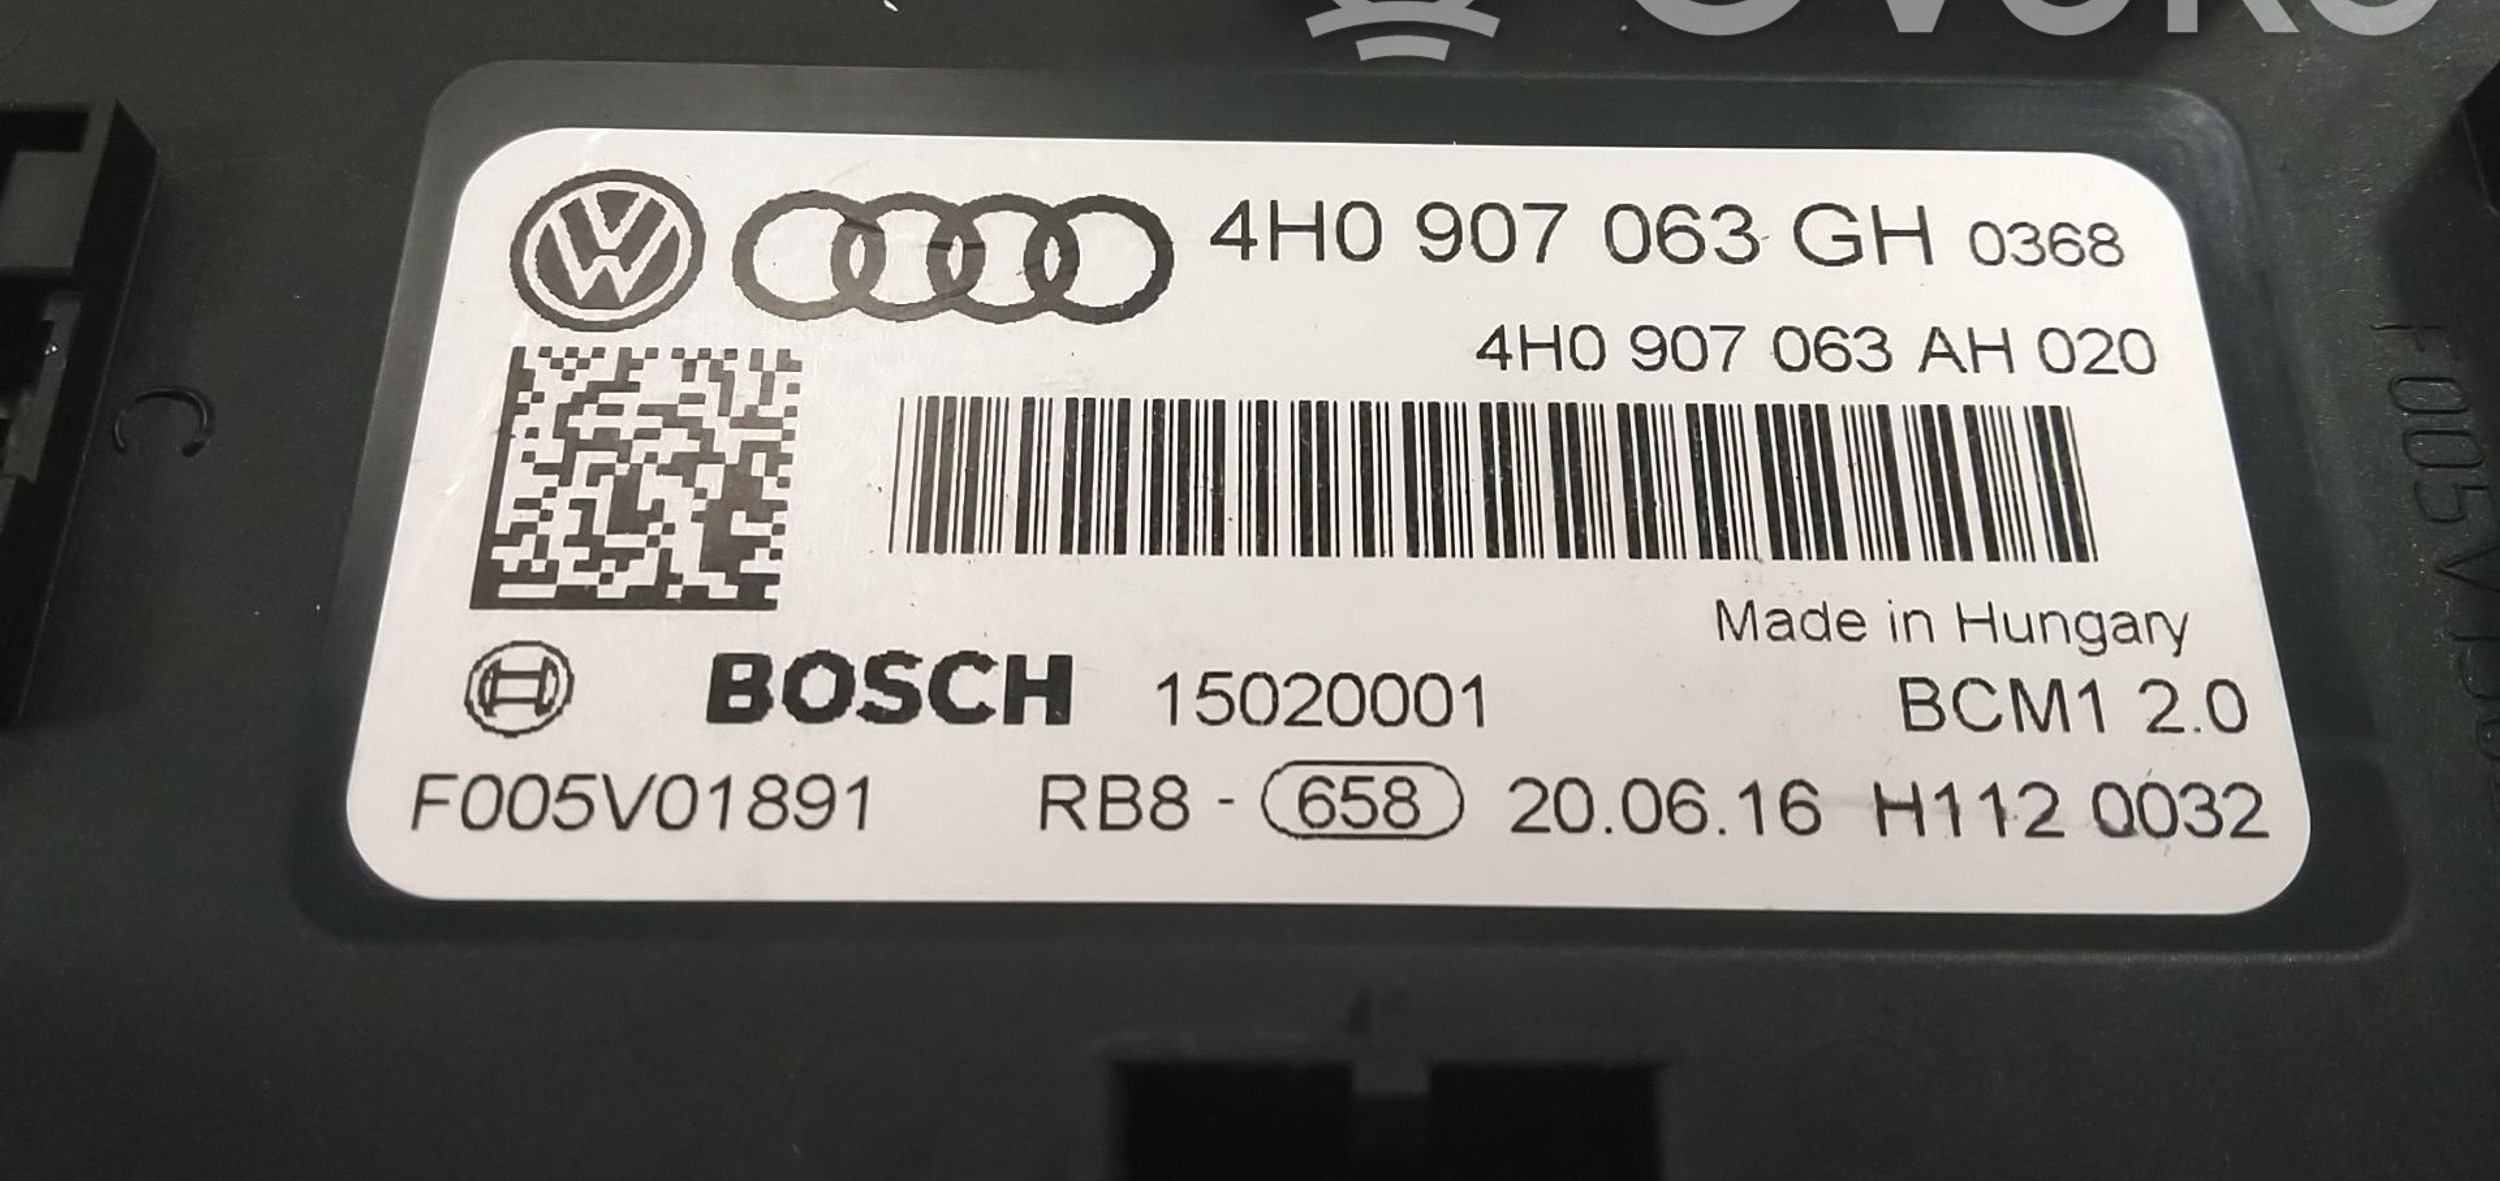 4H0 907 063 GH 0368
4H0 907 063 AH 020
Made in Hungary
BOSCH 15020001 BCM1 2.0
F005V01891 RB8 - 658 20.06.16 H112 0032
C